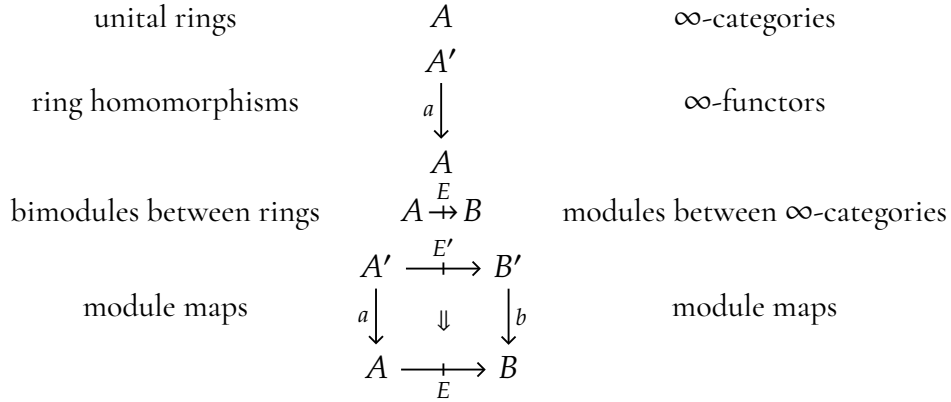 unital rings A ∞-categories
A′
ring homomorphisms a ∞-functors
A
E
bimodules between rings A B modules between ∞-categories
E′
A′ B′
module maps a ⇓ b module maps
A B
E